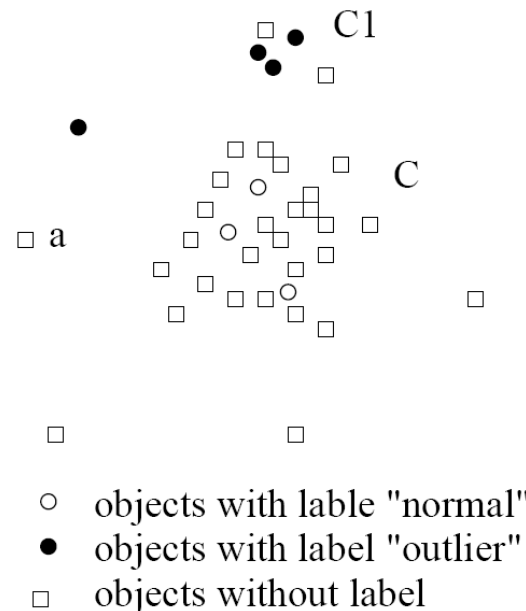 C1
C
a
objects with lable "normal"
objects with label "outlier"
objects without label